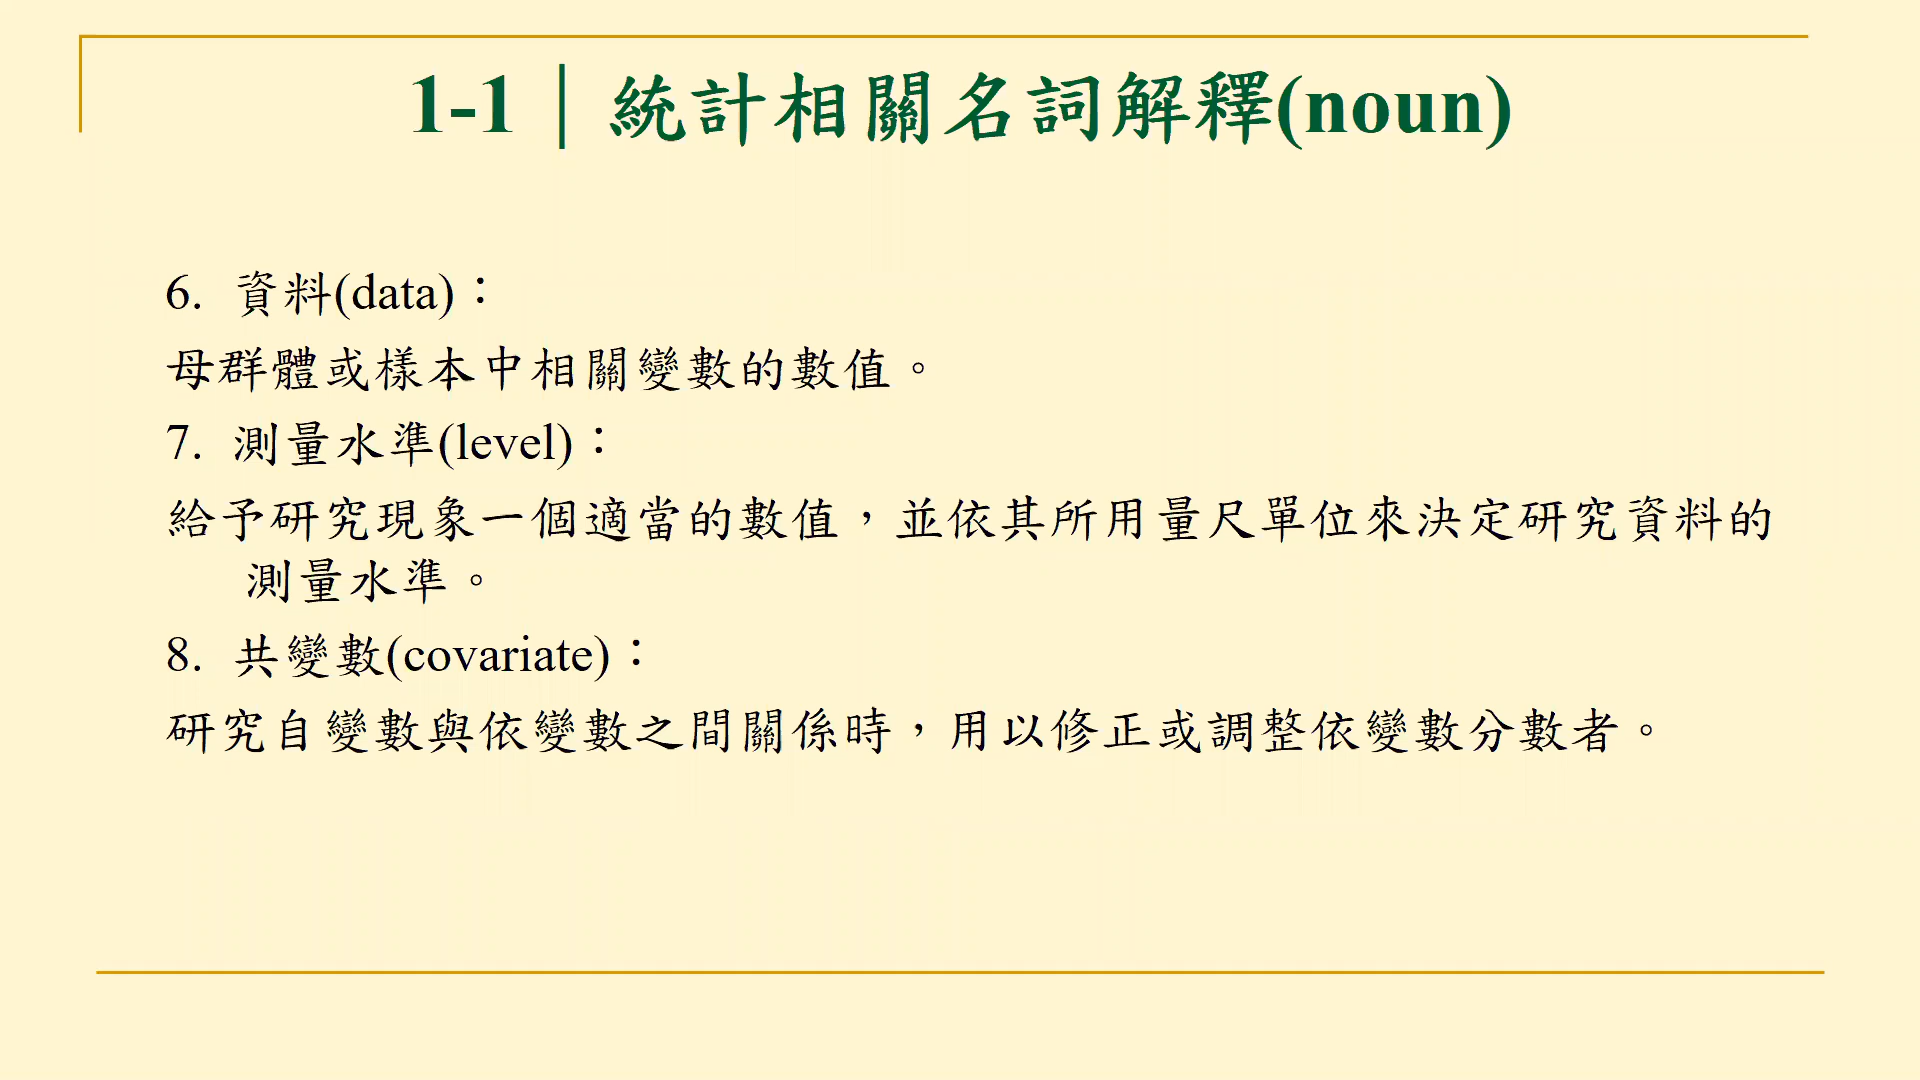 1-1｜統計相關名詞解釋(noun)
6. 資料(data)：
母群體或樣本中相關變數的數值。
7. 測量水準(level)：
給予研究現象一個適當的數值，並依其所用量尺單位來決定研究資料的
測量水準。
8. 共變數(covariate)：
研究自變數與依變數之間關係時，用以修正或調整依變數分數者。